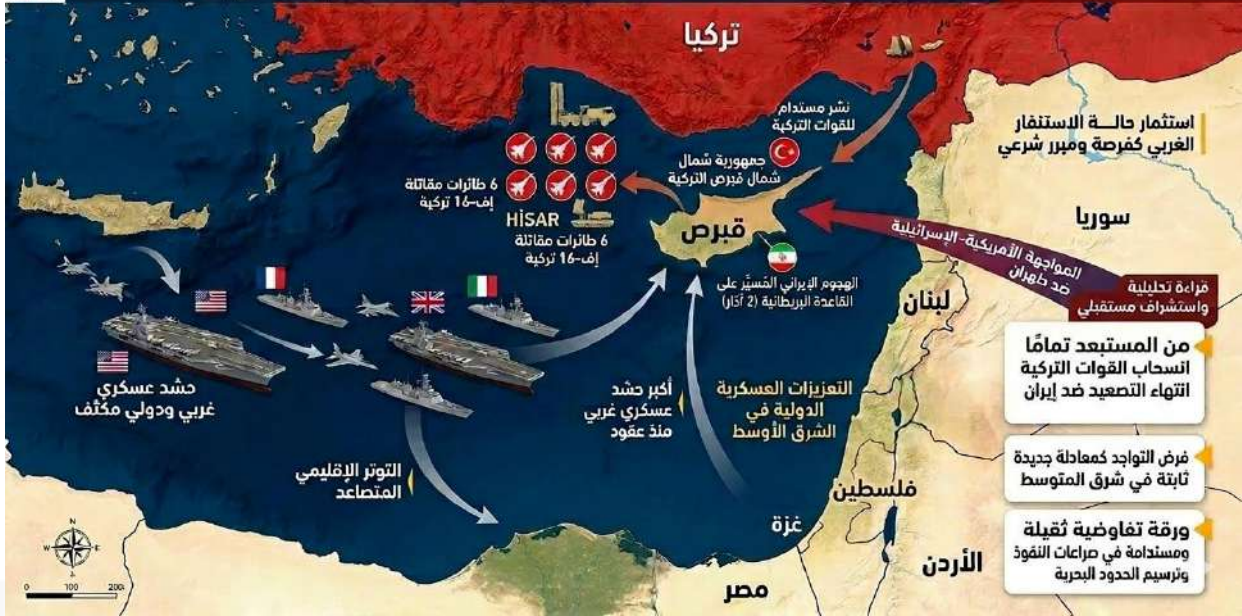 تركيا
نشر مستدام
للقوات التركية
جمهورية شمال
شمال قبرص التركية
6 طائرات مقاتلة
إف-16 تركية
HİSAR
6 طائرات مقاتلة
إف-16 تركية
قبرص
الهجوم الإيراني المُسيَّر على
القاعدة البريطانية (2 آذار)
استثمار حالـــة الاستنفار
الغربي كفرصة ومبرر شرعي
سوريا
المواجهة الأمريكية-الإسرائيلية
ضد طهران
قراءة تحليلية
واستشراف مستقبلي
لبنان
من المستبعد تمامًا
انسحاب القوات التركية
انتهاء التصعيد ضد إيران
فرض التواجد كمعادلة جديدة
ثابتة في شرق المتوسط
ورقة تفاوضية ثقيلة
ومستدامة في صراعات النفوذ
وترسيم الحدود البحرية
حشد عسكري
غربي ودولي مكثف
أكبر حشد
عسكري غربي
منذ عقود
التعزيزات العسكرية
الدولية في
الشرق الأوسط
التوتر الإقليمي
المتصاعد
فلسطين
غزة
الأردن
مصر
N
W
E
S
0 100 200